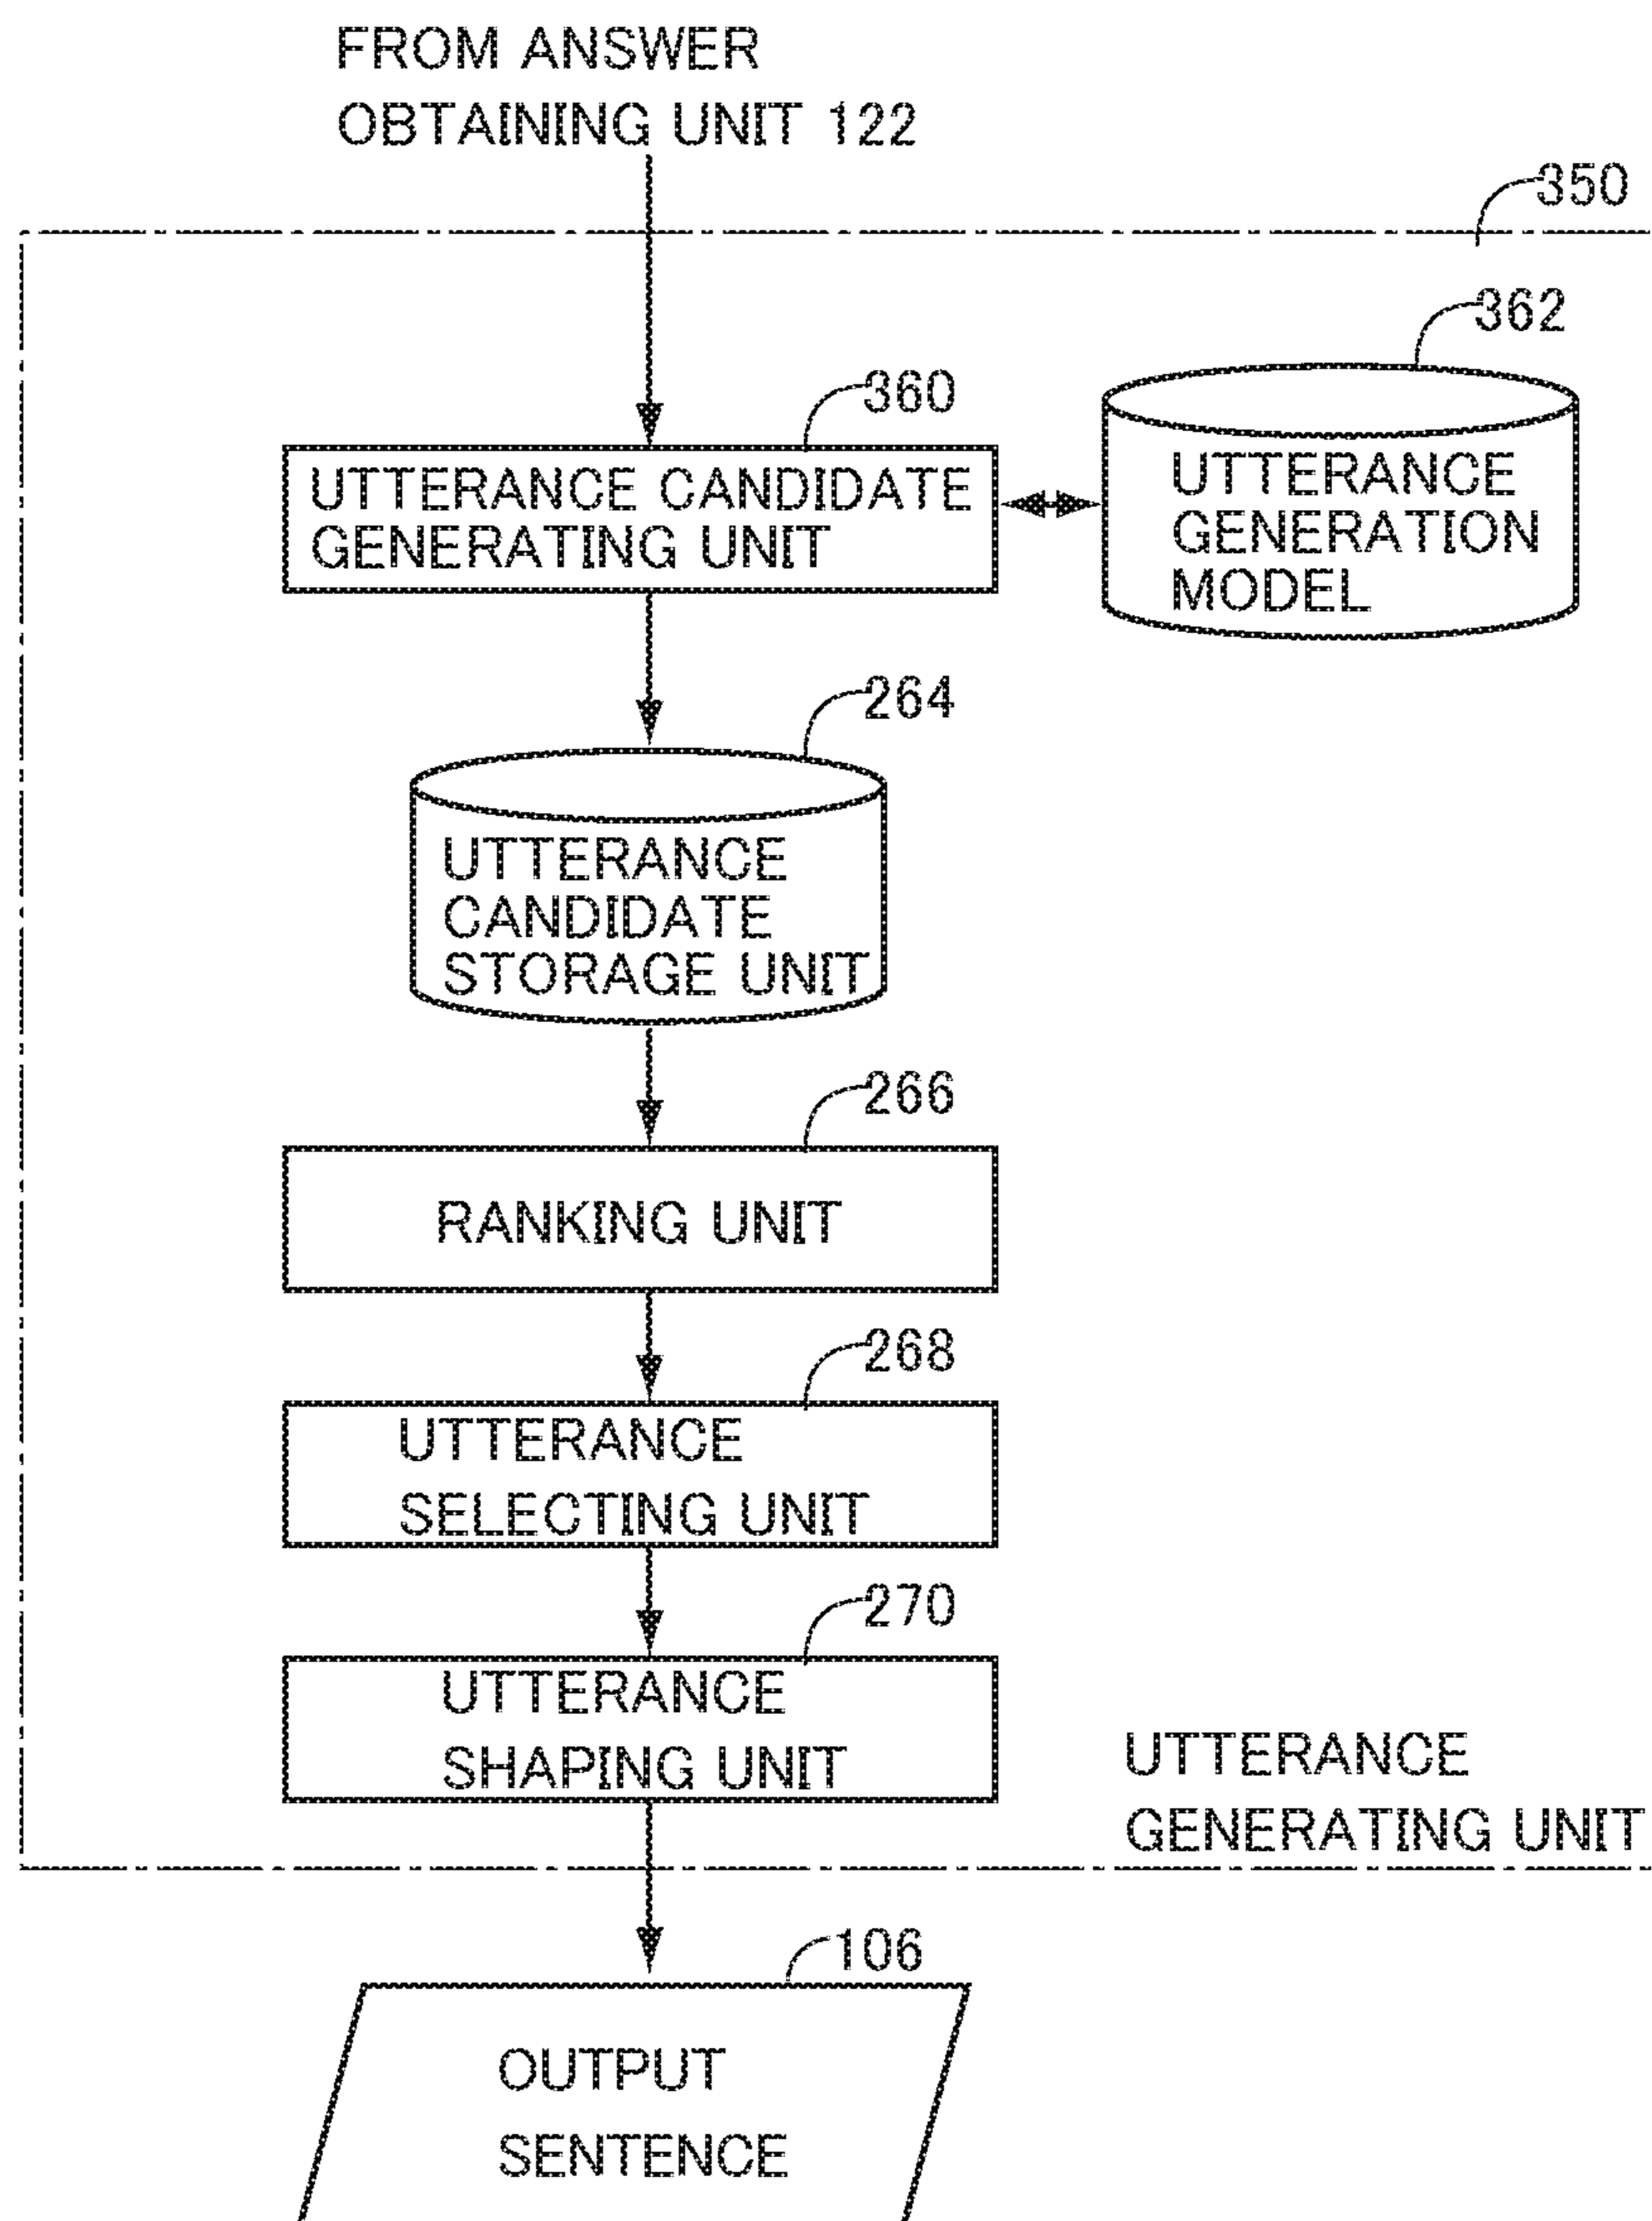 FROM ANSWER
OBTAINING UNIT 122
350
362
360
UTTERANCE CANDIDATE
GENERATING UNIT
UTTERANCE
GENERATION
MODEL
264
UTTERANCE
CANDIDATE
STORAGE UNIT
266
RANKING UNIT
268
UTTERANCE
SELECTING UNIT
270
UTTERANCE
SHAPING UNIT
UTTERANCE
GENERATING UNIT
106
OUTPUT
SENTENCE